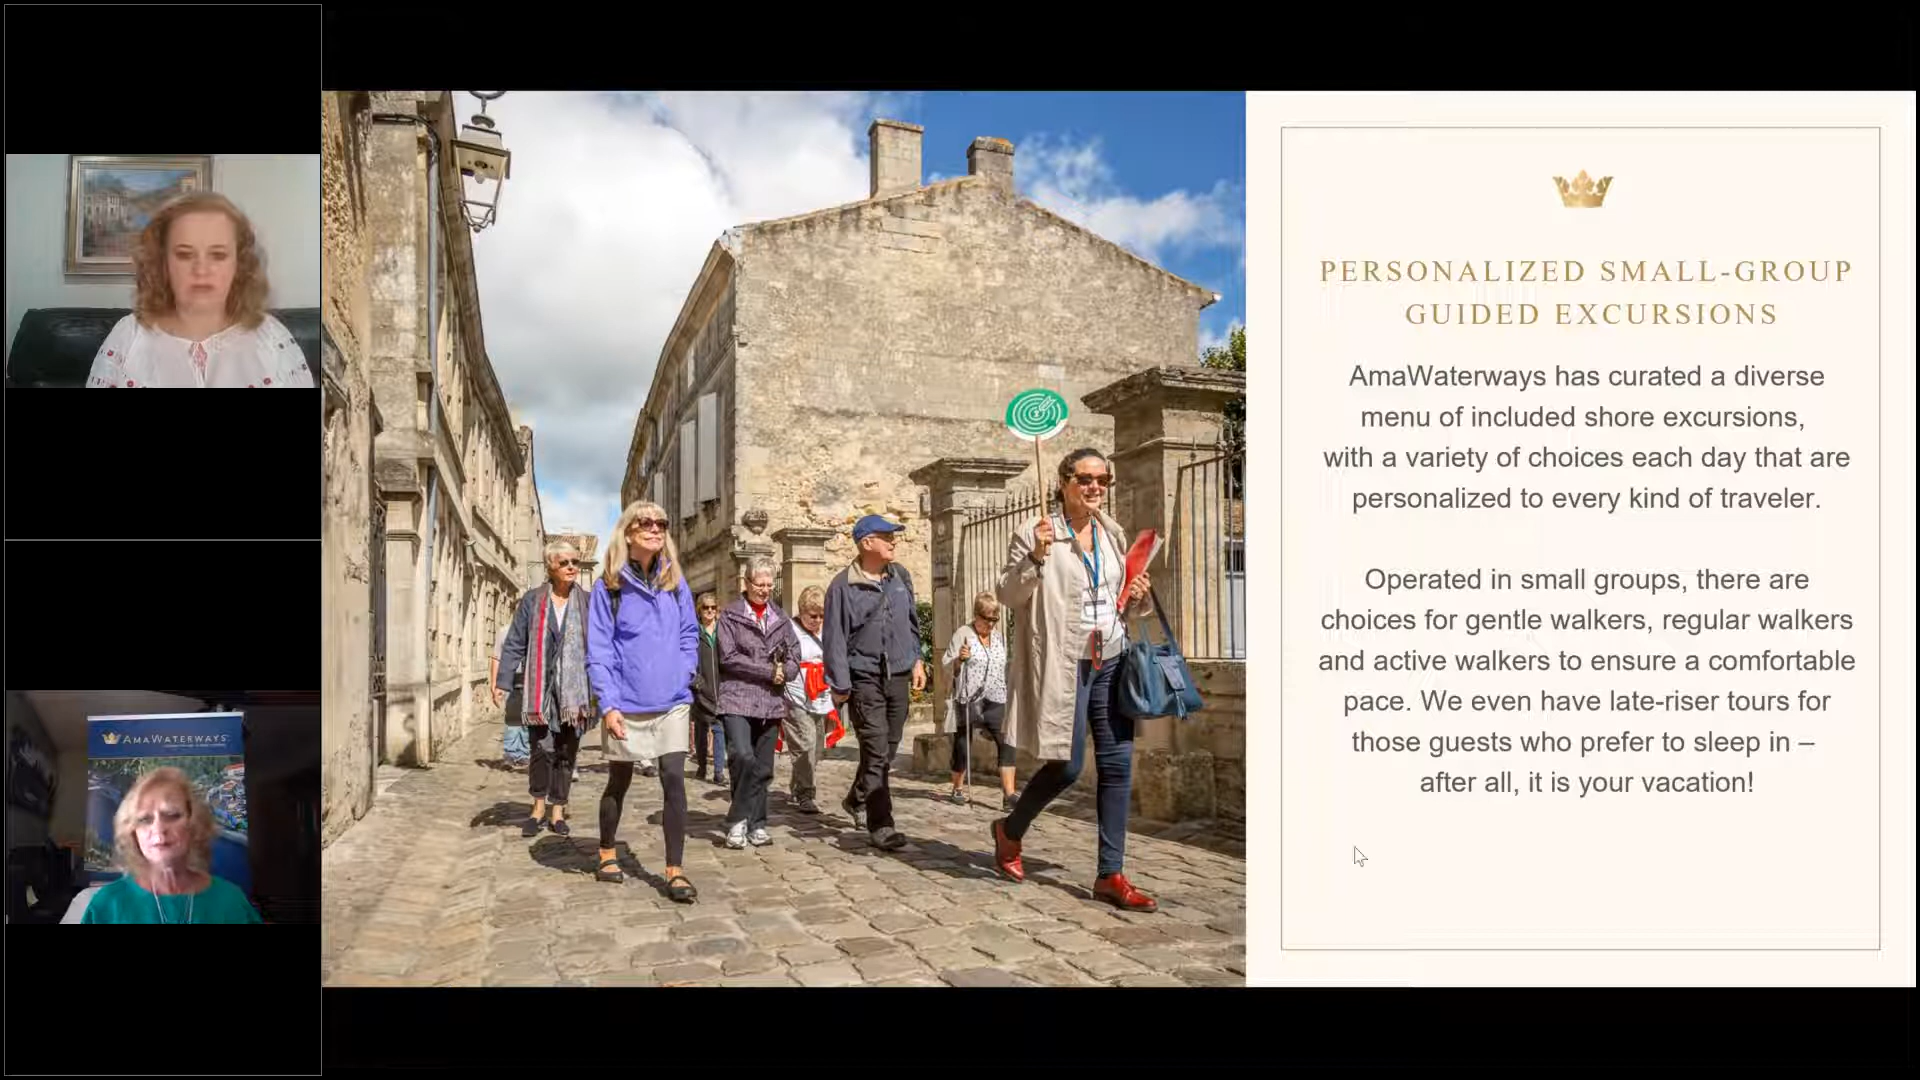 PERSONALIZED SMALL-GROUP
GUIDED EXCURSIONS
AmaWaterways has curated a diverse
menu of included shore excursions,
with a variety of choices each day that are
personalized to every kind of traveler.
Operated in small groups, there are
choices for gentle walkers, regular walkers
and active walkers to ensure a comfortable
pace. We even have late-riser tours for
those guests who prefer to sleep in –
after all, it is your vacation!
AMAWATERWAYS